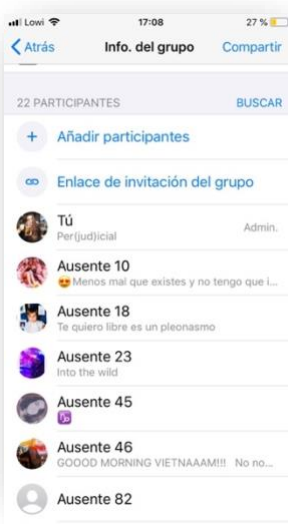 Lowi 17:08 27 %
Atrás Info. del grupo Compartir
22 PARTICIPANTES BUSCAR
Añadir participantes
Enlace de invitación del grupo
Tú
Per(jud)icial Admin.
Ausente 10
😍Menos mal que existes y no tengo que i...
Ausente 18
Te quiero libre es un pleonasmo
Ausente 23
Into the wild
Ausente 45
♑
Ausente 46
GOOOD MORNING VIETNAAAM!!! No no...
Ausente 82